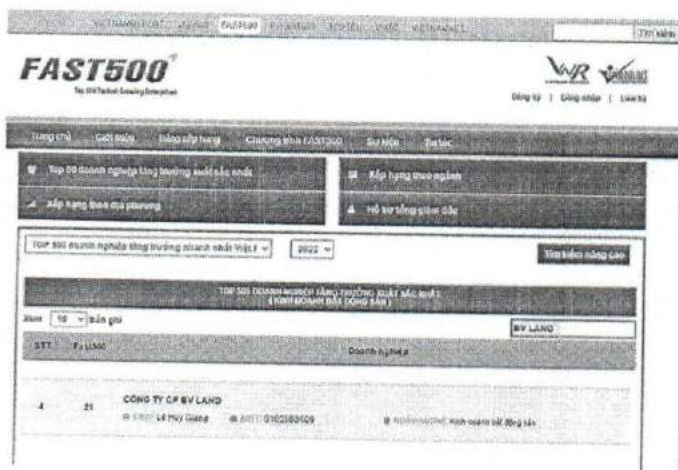 FAST500
Tìm kiếm
FAST500
Top 500 Fastest Growing Enterprises
VNR
Đăng ký | Đăng nhập | Liên hệ
Trang chủ Giới thiệu Bảng xếp hạng Chương trình FAST500 Sự kiện Tin tức
Top 50 doanh nghiệp tăng trưởng xuất sắc nhất Xếp hạng theo ngành
Xếp hạng theo địa phương Hồ sơ tổng giám đốc
TOP 500 doanh nghiệp tăng trưởng nhanh nhất Việt 2022 Tìm kiếm nâng cao
TOP 500 DOANH NGHIỆP TĂNG TRƯỞNG XUẤT SẮC NHẤT
( KINH DOANH BẤT ĐỘNG SẢN )
Xem 10 bản ghi BV LAND
STT Fast500 Doanh nghiệp
CÔNG TY CP BV LAND
4 21 Lê Huy Giang Kinh doanh bất động sản